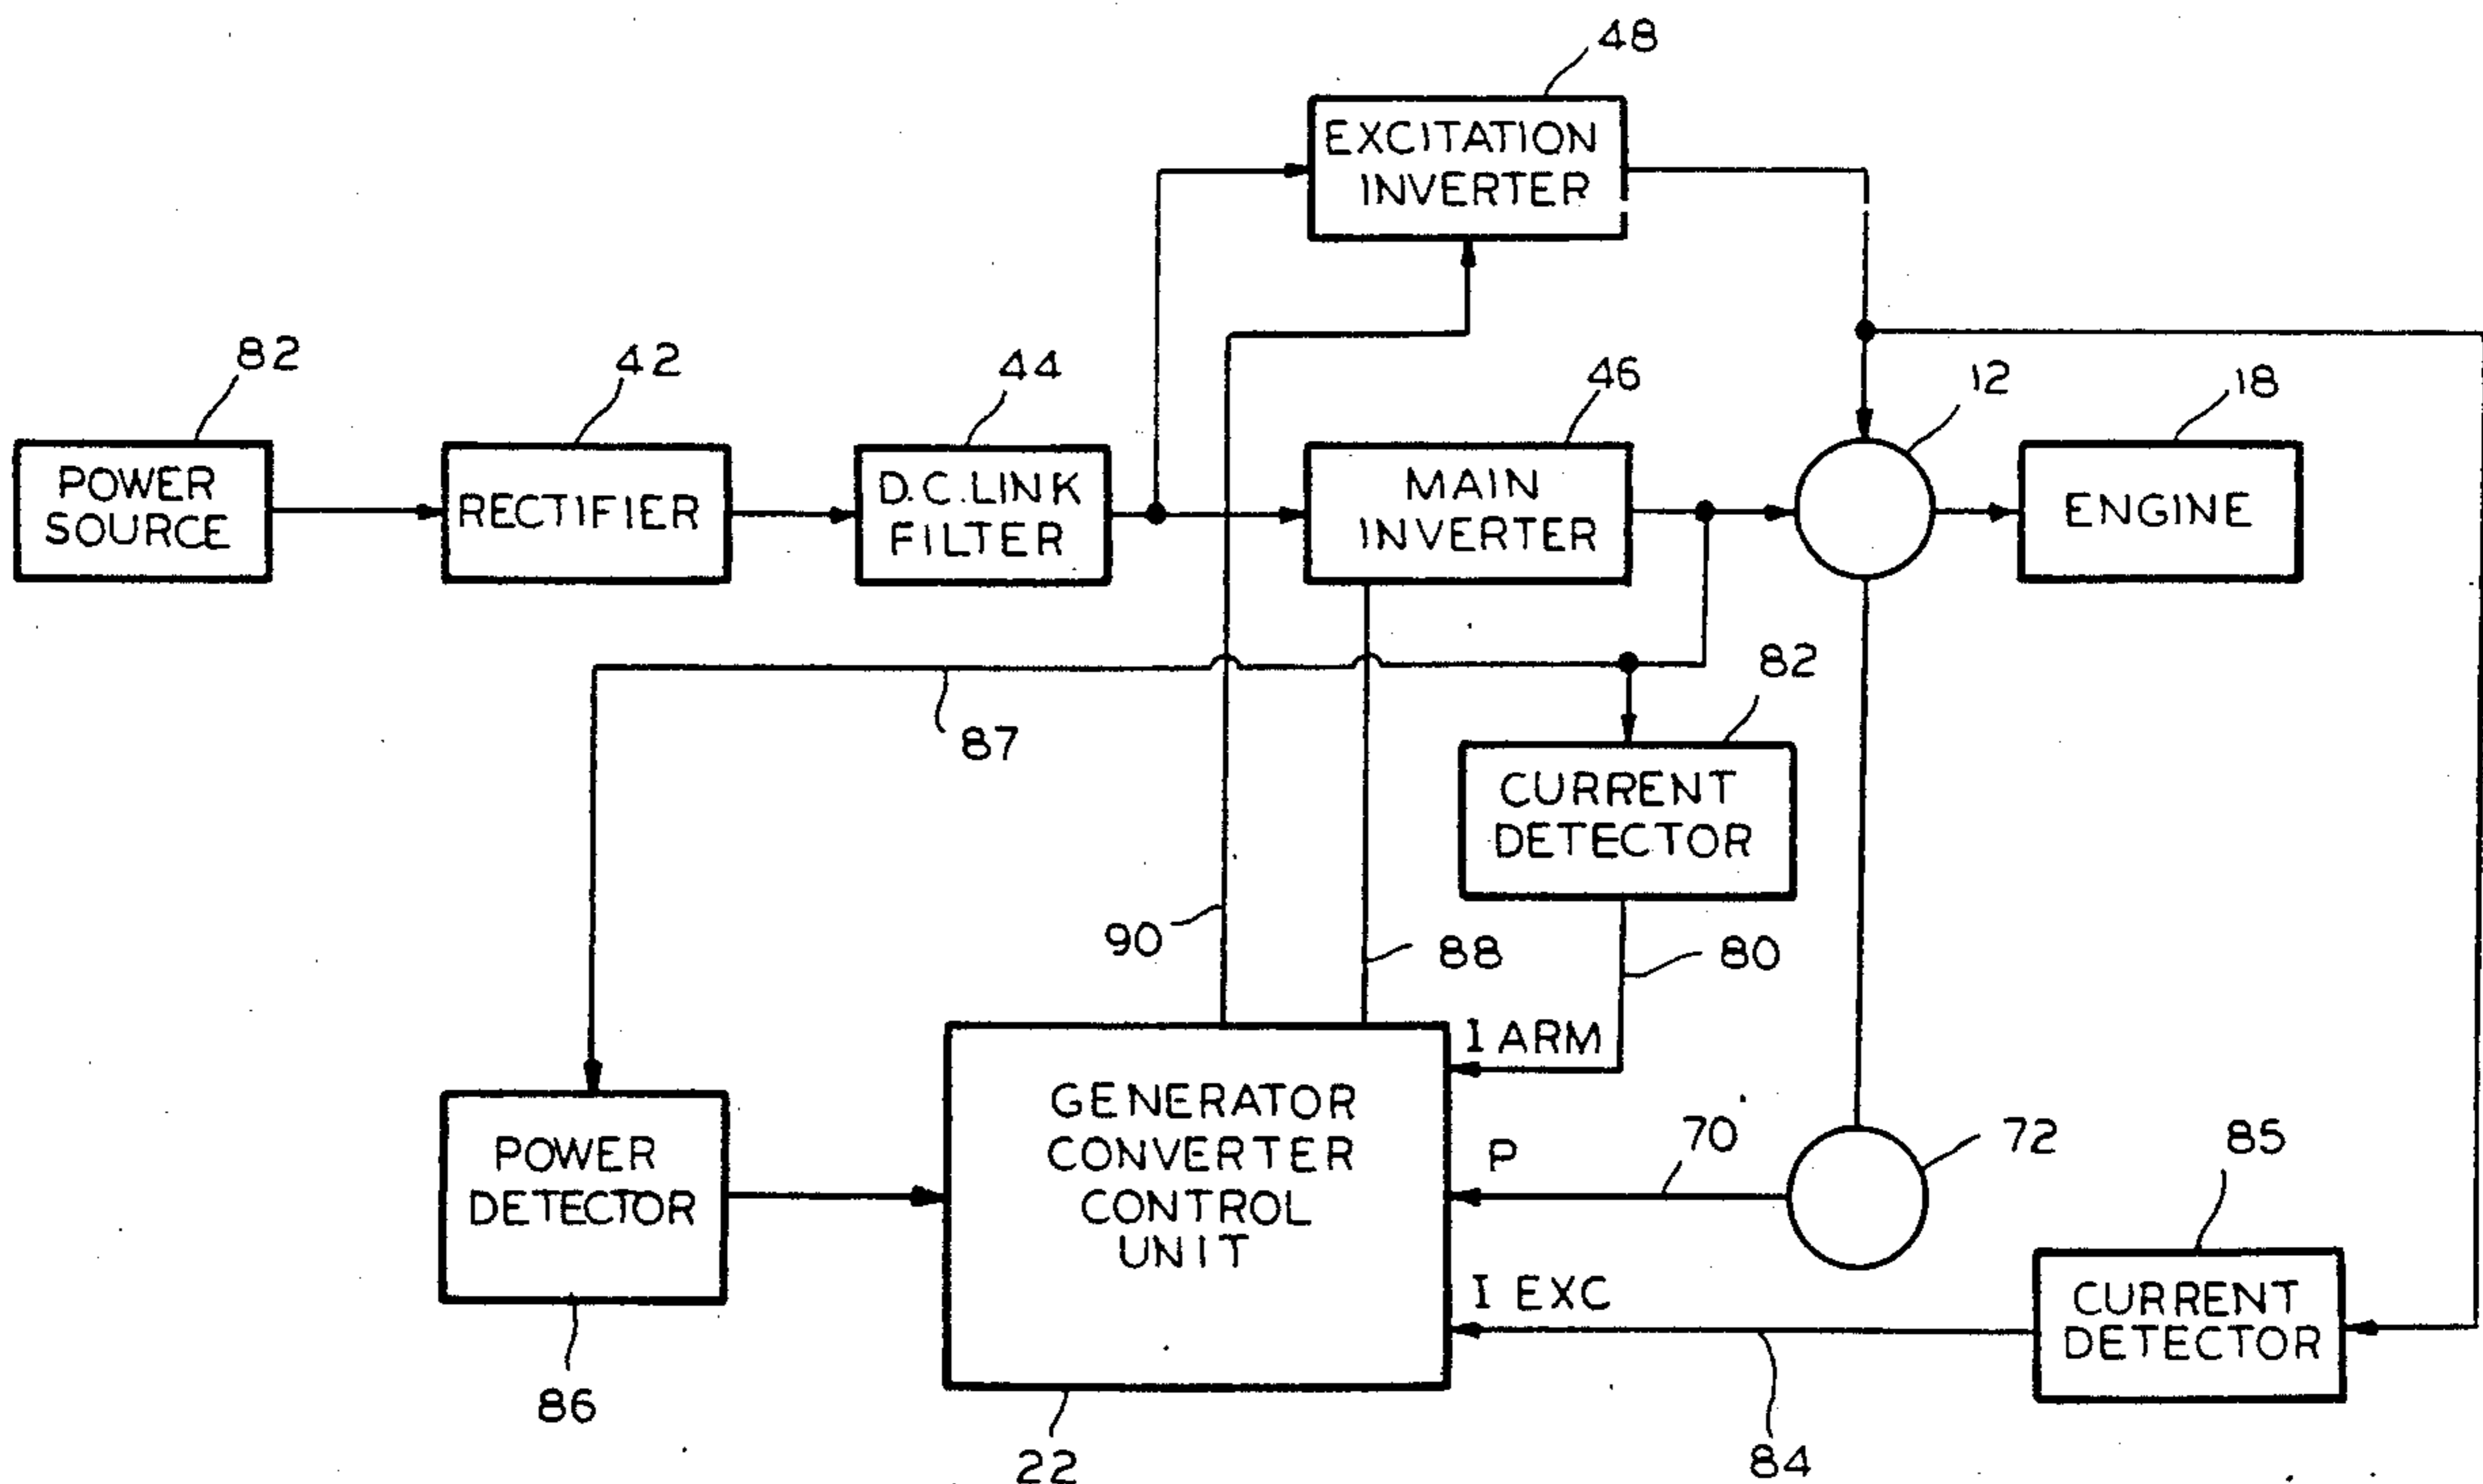 48
EXCITATION
INVERTER
82
42
44
46
12
18
POWER
SOURCE
RECTIFIER
D.C.LINK
FILTER
MAIN
INVERTER
ENGINE
82
87
CURRENT
DETECTOR
90
88
80
I ARM
GENERATOR
CONVERTER
CONTROL
UNIT
P
70
72
85
POWER
DETECTOR
I EXC
CURRENT
DETECTOR
86
22
84